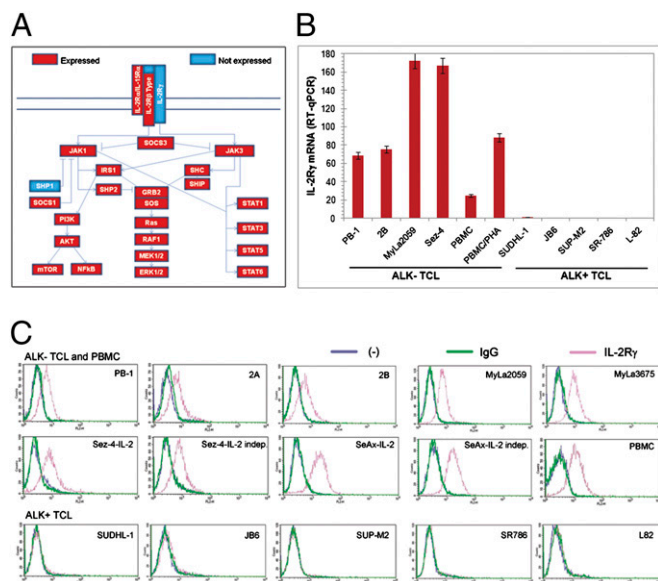 A
Expressed
Not expressed
IL-2Rα/IL-15Rα
IL-2Rβ Type
IL-2Rγ
SOCS3
JAK1
JAK3
IRS1
SHC
SHP1
SHP2
GRB2
SHIP
SOCS1
SOS
STAT1
PI3K
Ras
STAT3
AKT
RAF1
MEK1/2
STAT5
mTOR
NFkB
ERK1/2
STAT6
B
IL-2Rγ mRNA (RT-qPCR)
180
160
140
120
100
80
60
40
20
0
PB-1
2B
MyLa2059
Sez-4
PBMC
PBMC/PHA
SUDHL-1
JB6
SUP-M2
SR-786
L-82
ALK- TCL
ALK+ TCL
C
(-)
IgG
IL-2Rγ
ALK- TCL and PBMC
PB-1
2A
2B
MyLa2059
MyLa3675
Sez-4-IL-2
Sez-4-IL-2 indep.
SeAx-IL-2
SeAx-IL-2 indep.
PBMC
ALK+ TCL
SUDHL-1
JB6
SUP-M2
SR786
L82